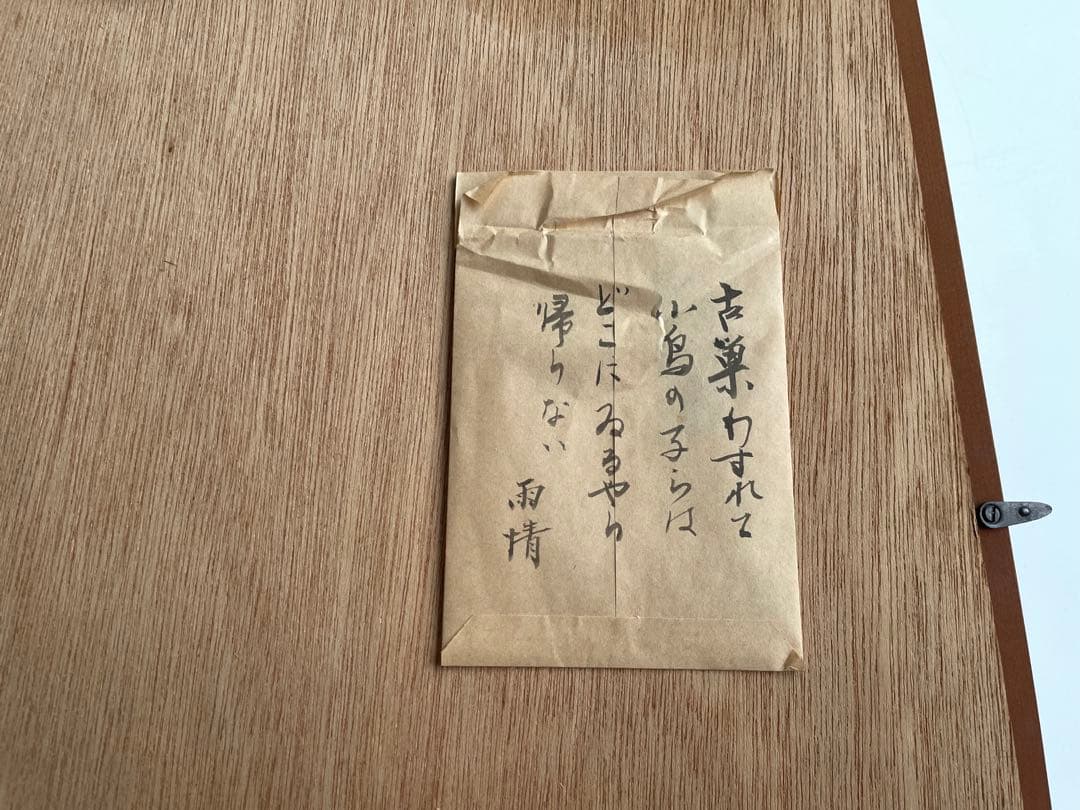 古巣わすれて
小鳥の子らは
どこにゐるやら
帰らない
雨情